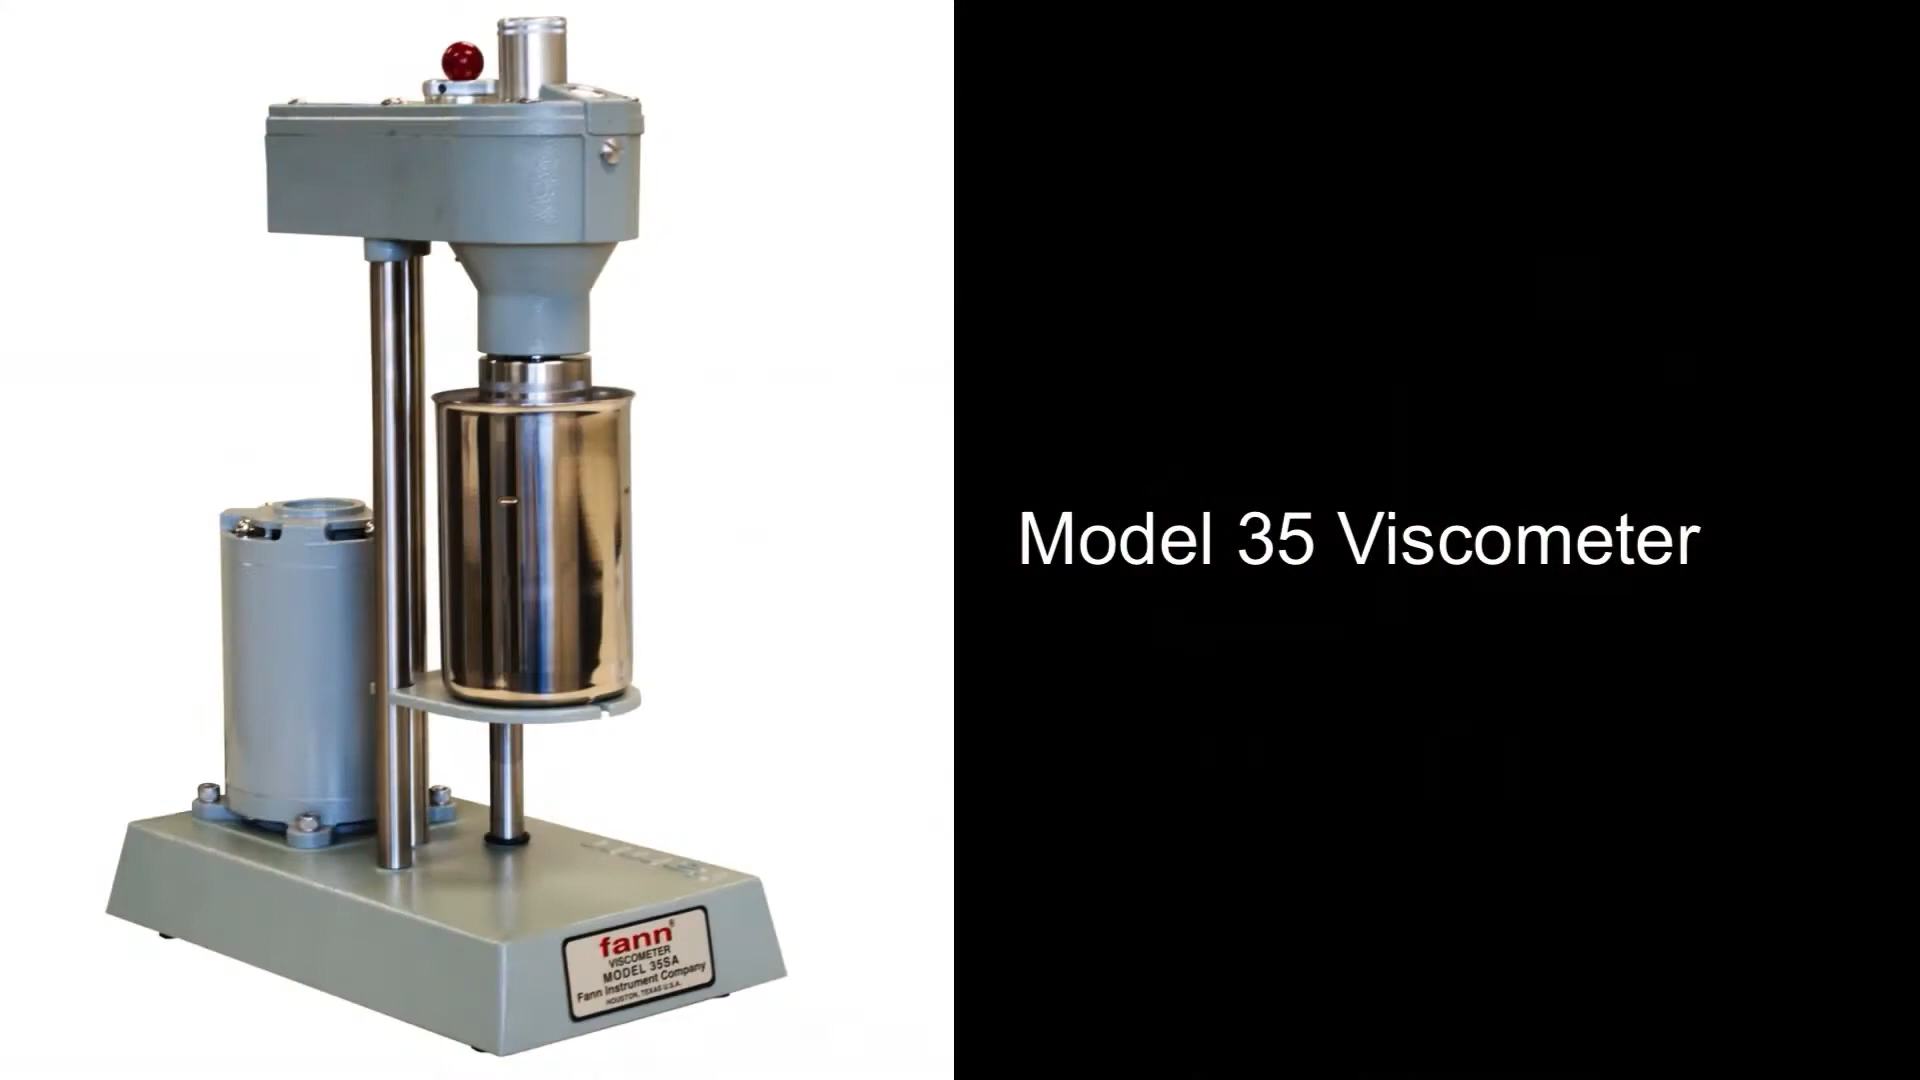 fann®
VISCOMETER
MODEL 35SA
Fann Instrument Company
HOUSTON, TEXAS U.S.A.
Model 35 Viscometer